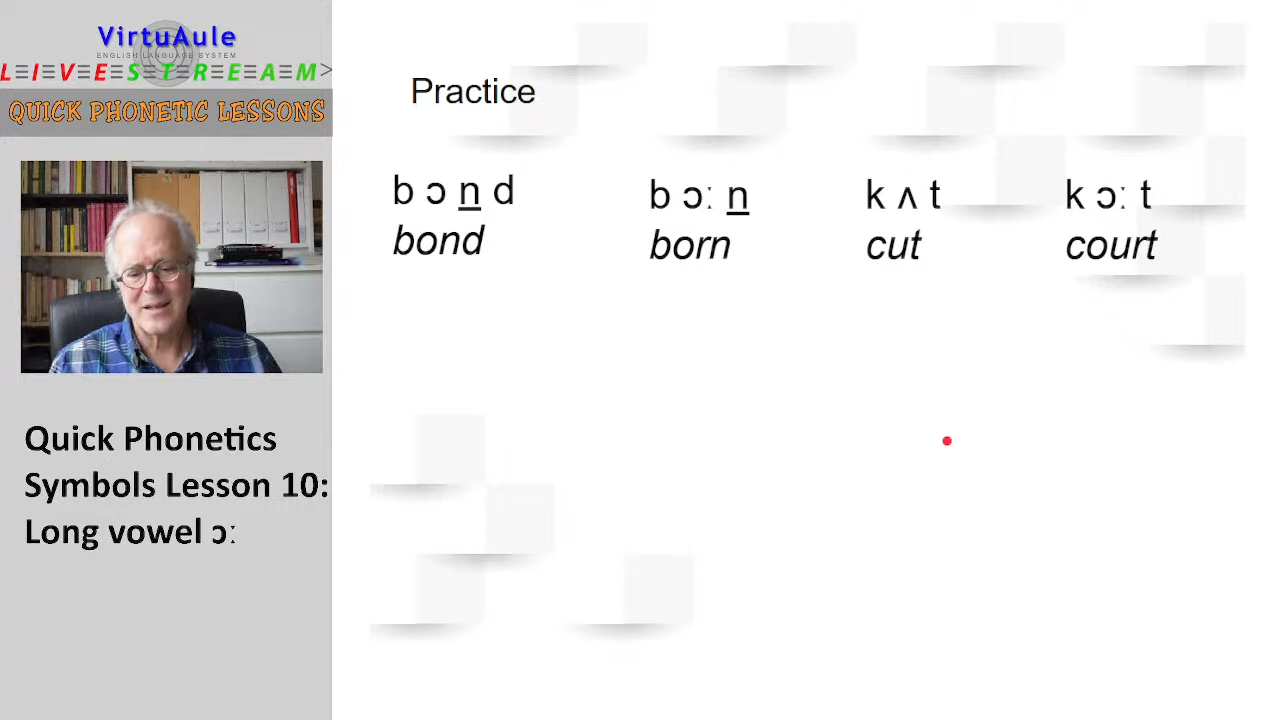 VirtuAule
ENGLISH LANGUAGE SYSTEM
L≡I≡V≡E≡S≡T≡R≡E≡A≡M>
QUICK PHONETIC LESSONS
Quick Phonetics
Symbols Lesson 10:
Long vowel ɔː
Practice
b ɔ n d b ɔː n k ʌ t k ɔː t
bond born cut court